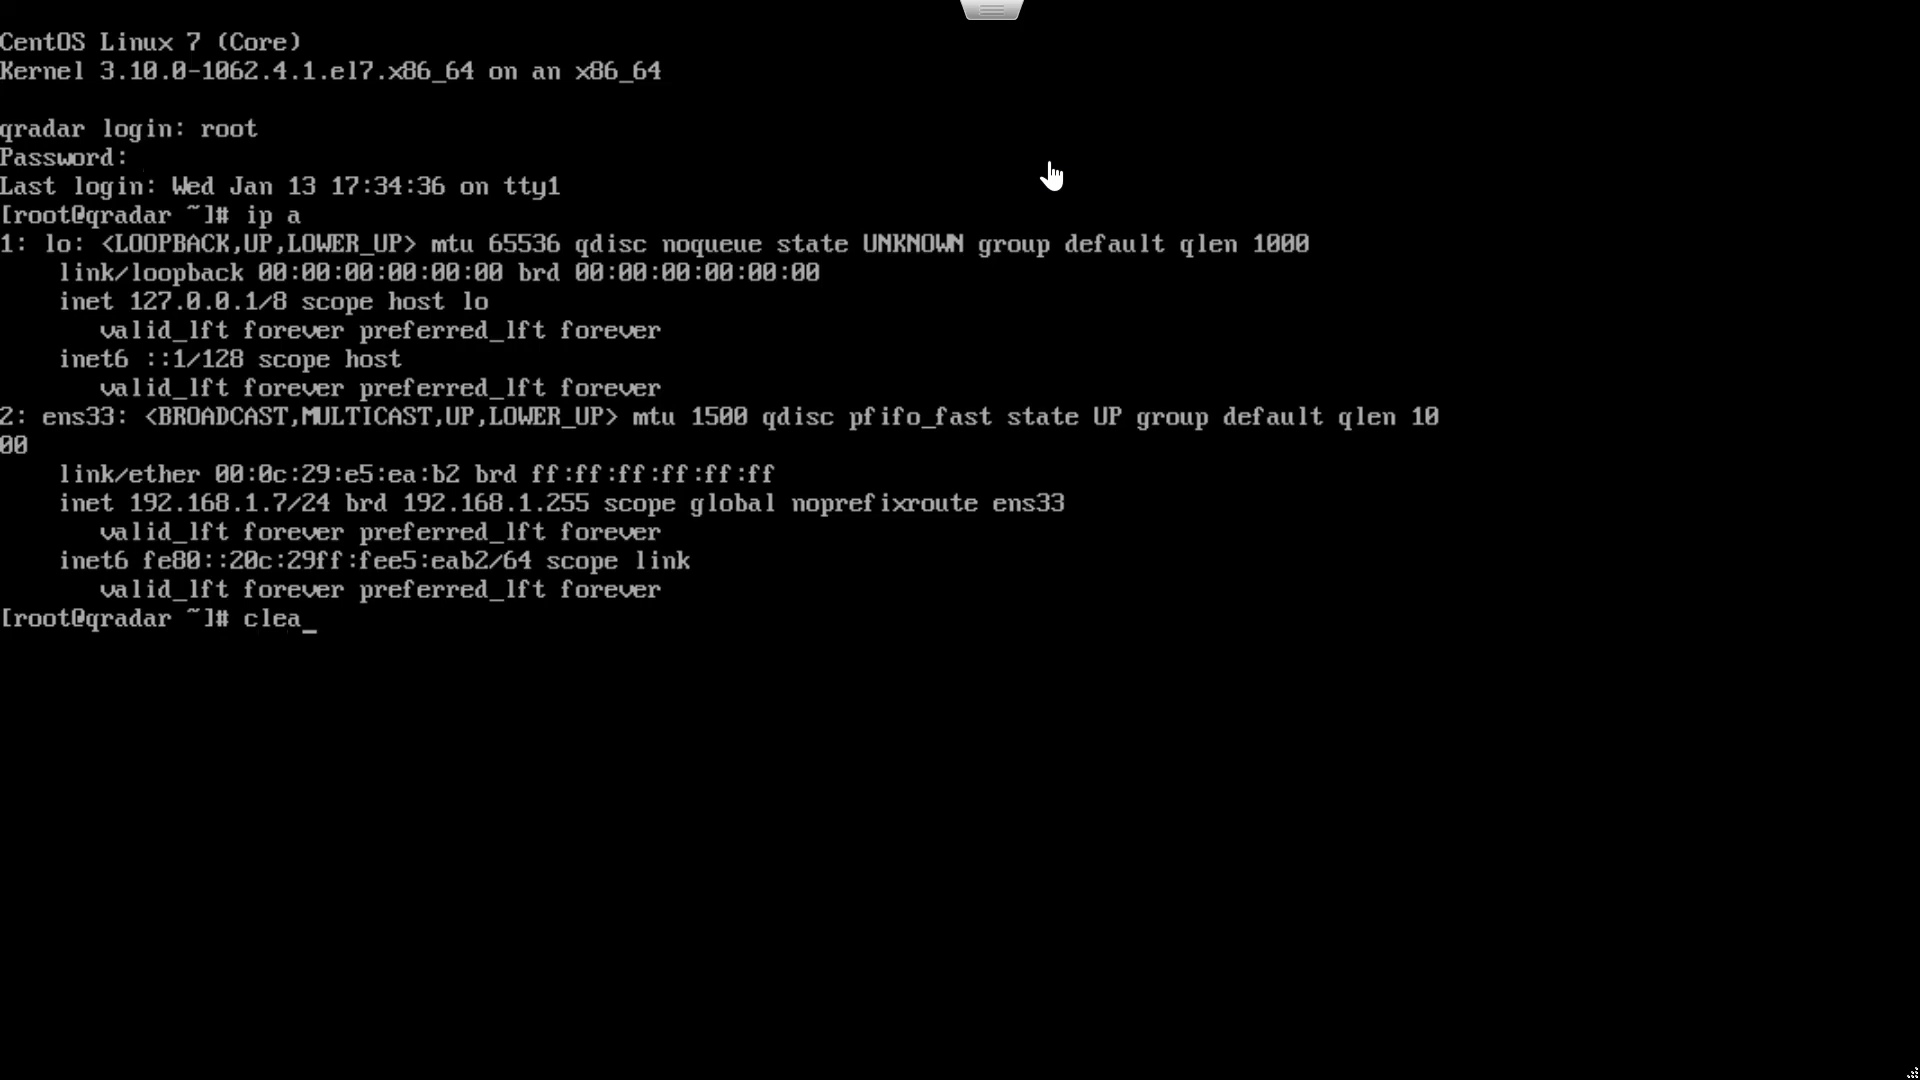 CentOS Linux 7 (Core)
Kernel 3.10.0-1062.4.1.el7.x86_64 on an x86_64
qradar login: root
Password:
Last login: Wed Jan 13 17:34:36 on tty1
[root@qradar ~]# ip a
1: lo: <LOOPBACK,UP,LOWER_UP> mtu 65536 qdisc noqueue state UNKNOWN group default qlen 1000
link/loopback 00:00:00:00:00:00 brd 00:00:00:00:00:00
inet 127.0.0.1/8 scope host lo
valid_lft forever preferred_lft forever
inet6 ::1/128 scope host
valid_lft forever preferred_lft forever
2: ens33: <BROADCAST,MULTICAST,UP,LOWER_UP> mtu 1500 qdisc pfifo_fast state UP group default qlen 10
00
link/ether 00:0c:29:e5:ea:b2 brd ff:ff:ff:ff:ff:ff
inet 192.168.1.7/24 brd 192.168.1.255 scope global noprefixroute ens33
valid_lft forever preferred_lft forever
inet6 fe80::20c:29ff:fee5:eab2/64 scope link
valid_lft forever preferred_lft forever
[root@qradar ~]# clea_